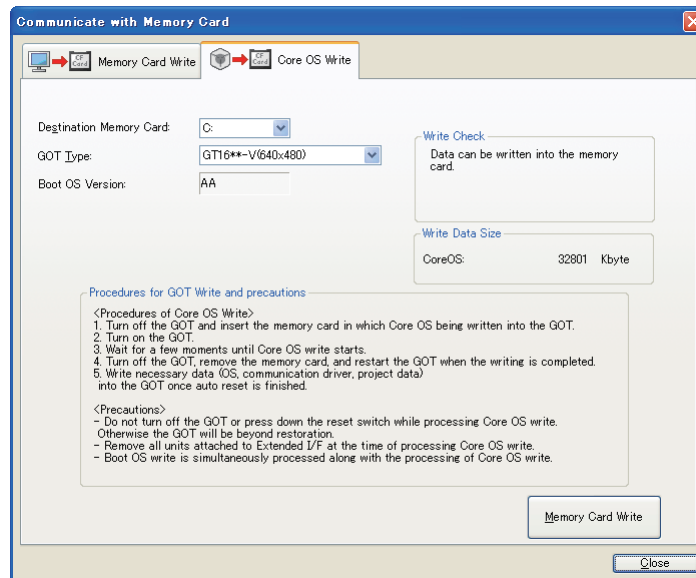 Communicate with Memory Card
CF Card Memory Card Write
CF Card Core OS Write
Destination Memory Card: C:
GOT Type: GT16**-V(640x480)
Boot OS Version: AA
Write Check
Data can be written into the memory
card.
Write Data Size
CoreOS: 32801 Kbyte
Procedures for GOT Write and precautions
<Procedures of Core OS Write>
1. Turn off the GOT and insert the memory card in which Core OS being written into the GOT.
2. Turn on the GOT.
3. Wait for a few moments until Core OS write starts.
4. Turn off the GOT, remove the memory card, and restart the GOT when the writing is completed.
5. Write necessary data (OS, communication driver, project data)
into the GOT once auto reset is finished.
<Precautions>
- Do not turn off the GOT or press down the reset switch while processing Core OS write.
Otherwise the GOT will be beyond restoration.
- Remove all units attached to Extended I/F at the time of processing Core OS write.
- Boot OS write is simultaneously processed along with the processing of Core OS write.
Memory Card Write
Close